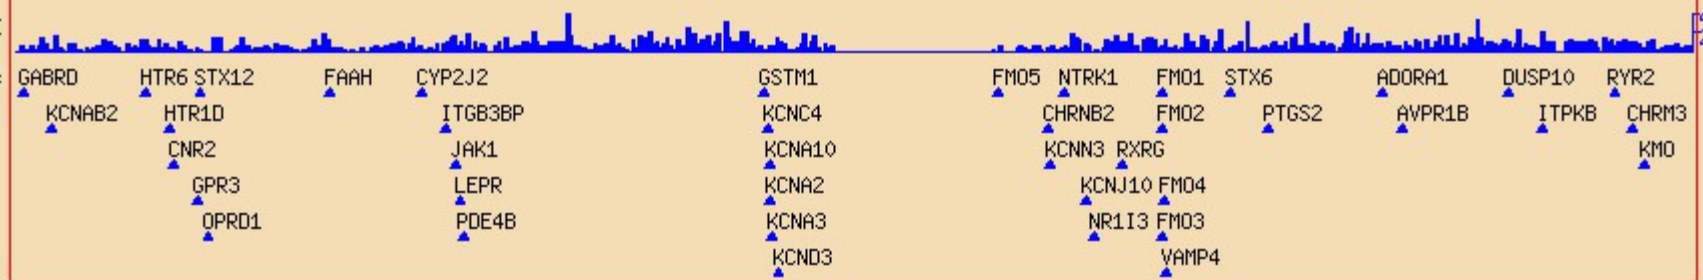 GABRD HTR6 STX12 FAAH CYP2J2 GSTM1 FMO5 NTRK1 FMO1 STX6 ADORA1 DUSP10 RYR2
KCNAB2 HTR1D ITGB3BP KCNC4 CHRNB2 FMO2 PTGS2 AVPR1B ITPKB CHRM3
CNR2 JAK1 KCNA10 KCNN3 RXRG KMO
GPR3 LEPR KCNA2 KCNJ10 FMO4
OPRD1 PDE4B KCNA3 NR1I3 FMO3
KCND3 VAMP4